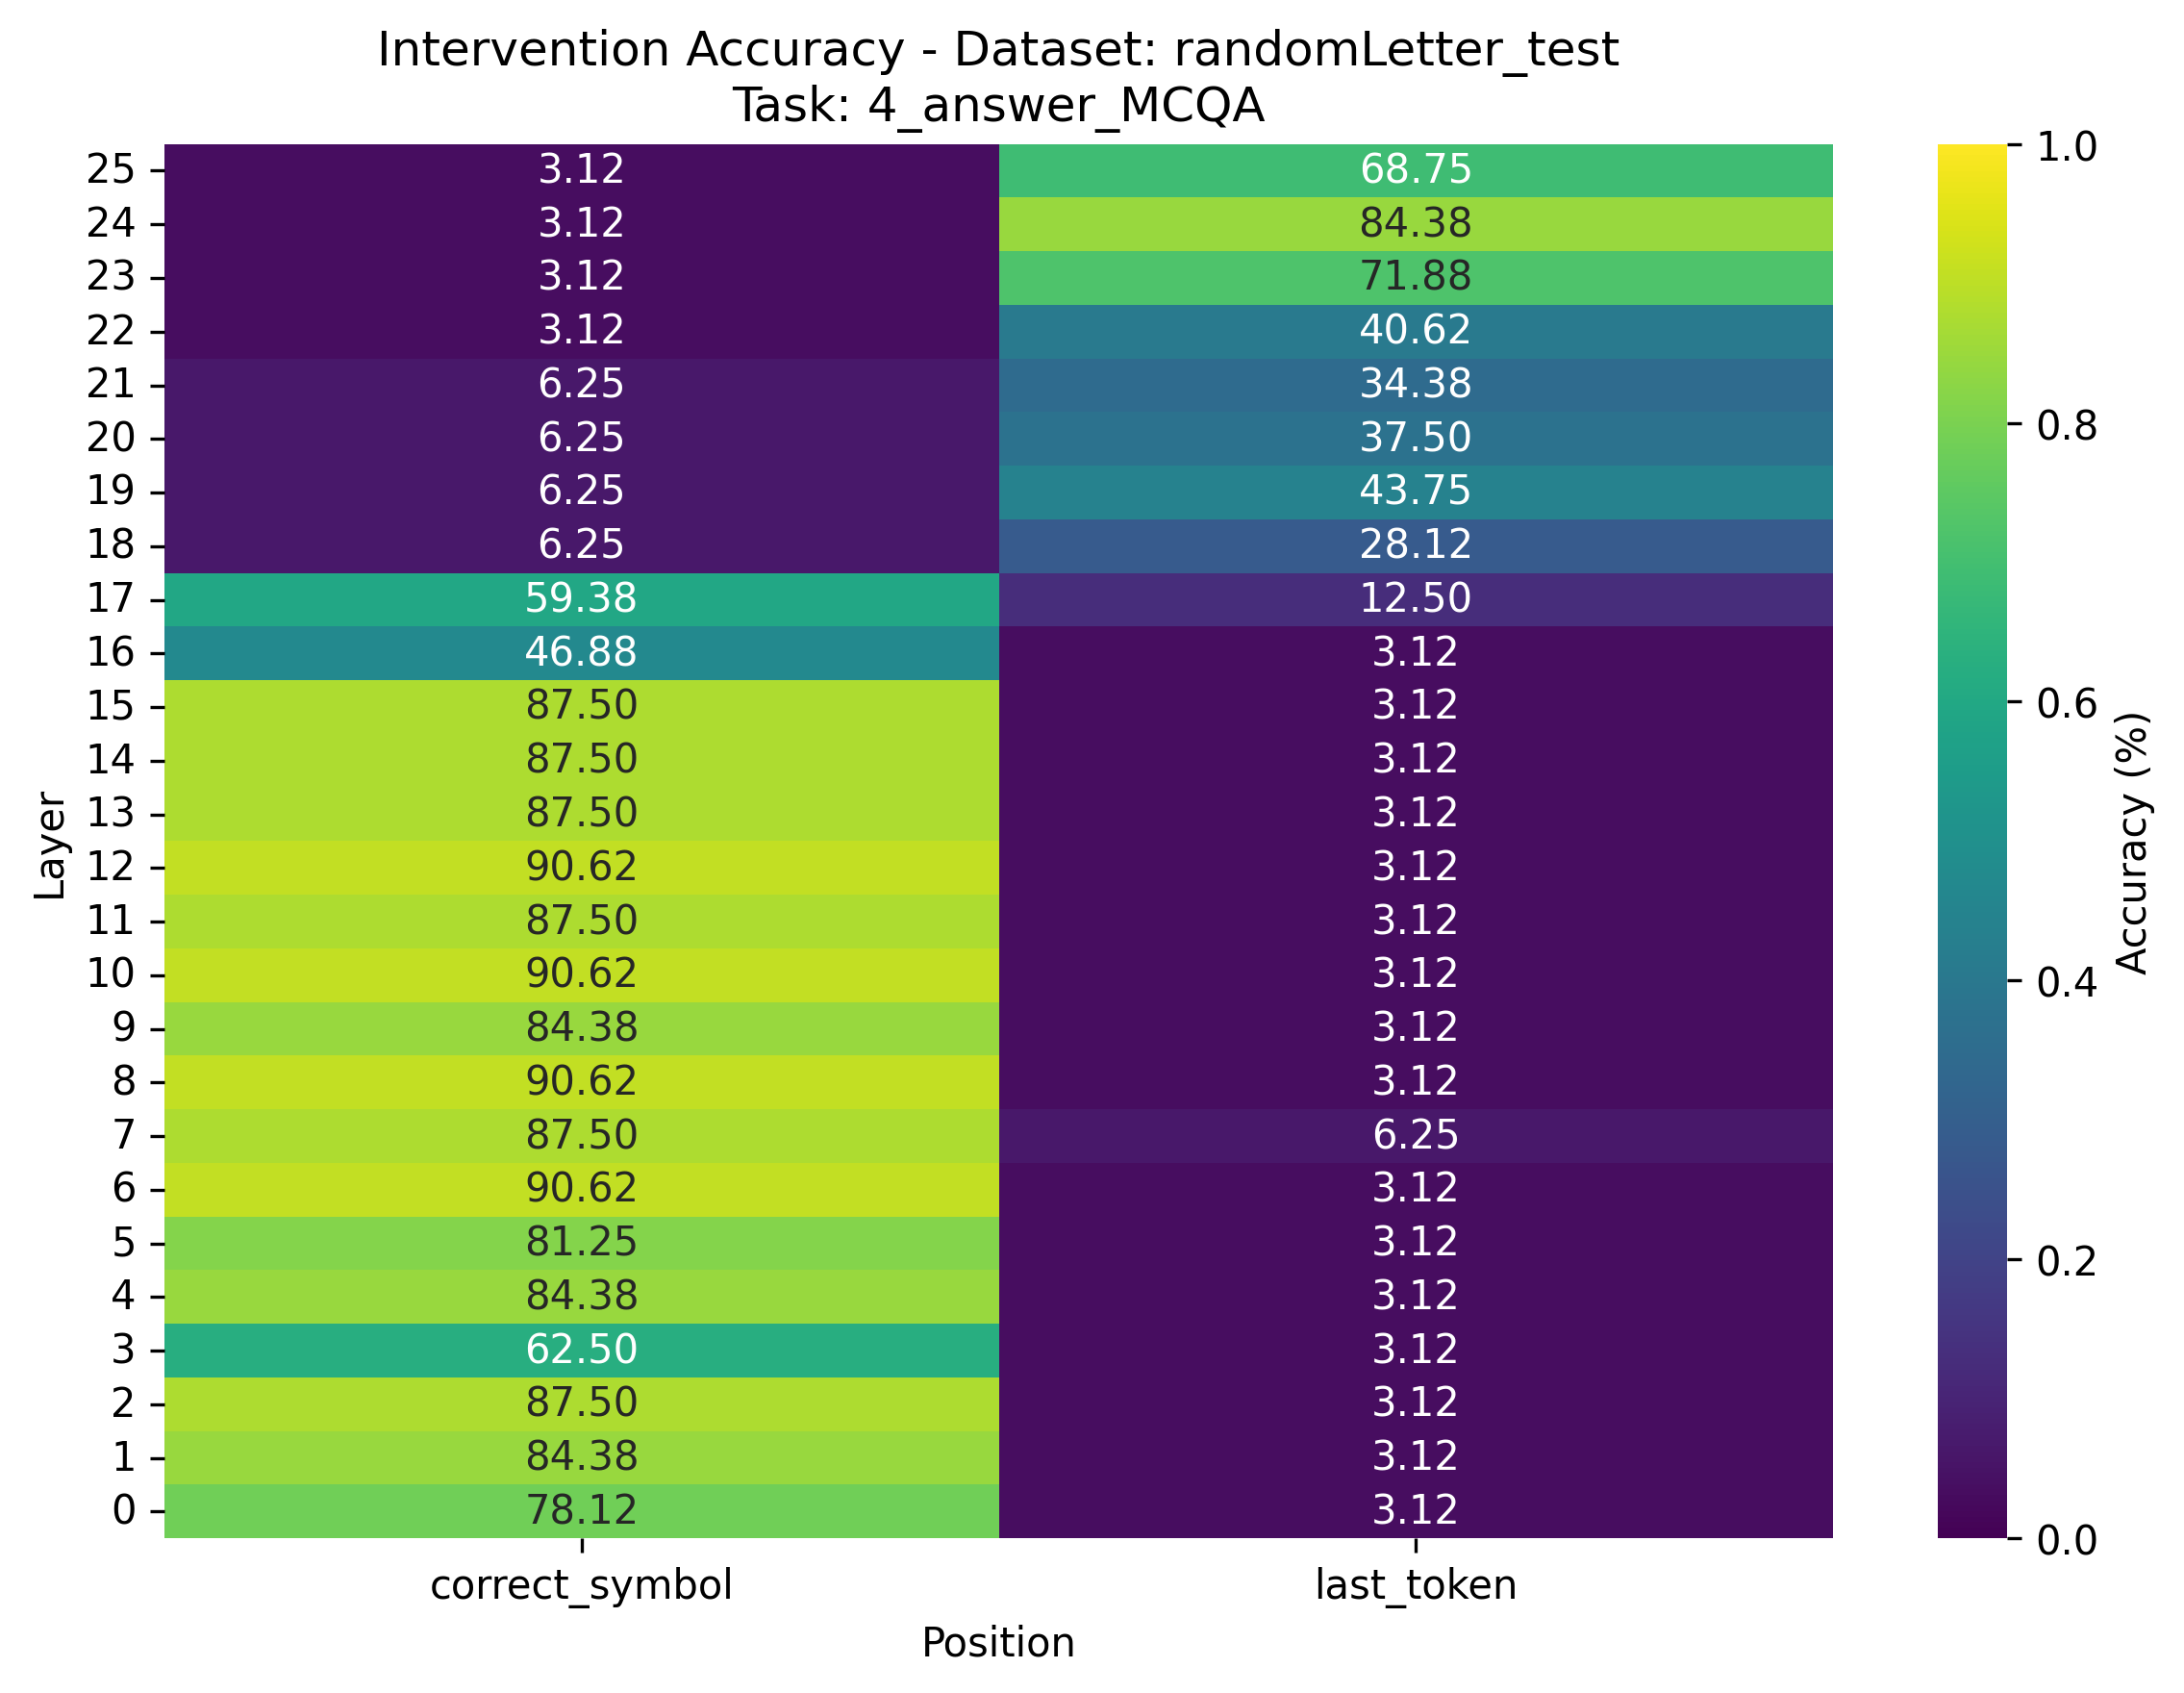 Intervention Accuracy - Dataset: randomLetter_test
Task: 4_answer_MCQA
25 3.12 68.75
24 3.12 84.38
23 3.12 71.88
22 3.12 40.62
21 6.25 34.38
20 6.25 37.50
19 6.25 43.75
18 6.25 28.12
17 59.38 12.50
16 46.88 3.12
15 87.50 3.12
14 87.50 3.12
13 87.50 3.12
12 90.62 3.12
11 87.50 3.12
10 90.62 3.12
9 84.38 3.12
8 90.62 3.12
7 87.50 6.25
6 90.62 3.12
5 81.25 3.12
4 84.38 3.12
3 62.50 3.12
2 87.50 3.12
1 84.38 3.12
0 78.12 3.12
correct_symbol last_token
Position
Layer
1.0
0.8
0.6
0.4
0.2
0.0
Accuracy (%)